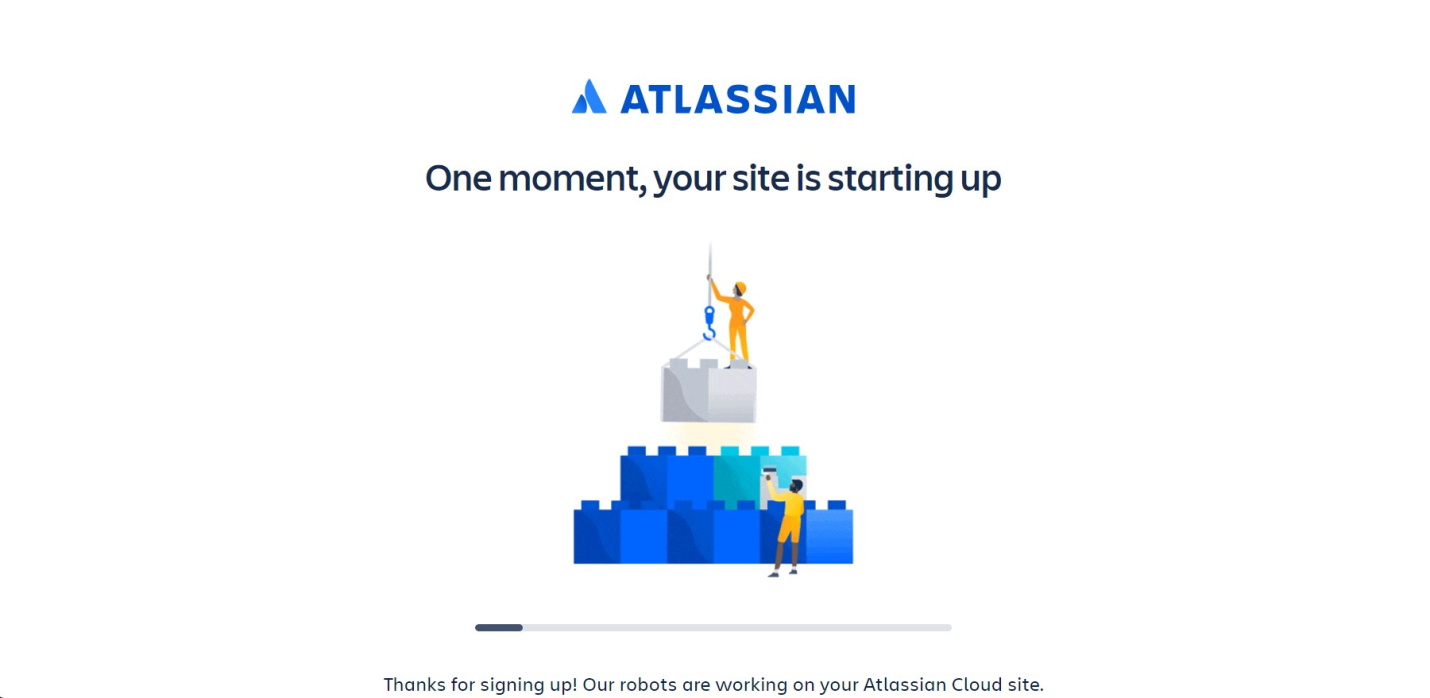 ATLASSIAN
One moment, your site is starting up
Thanks for signing up! Our robots are working on your Atlassian Cloud site.